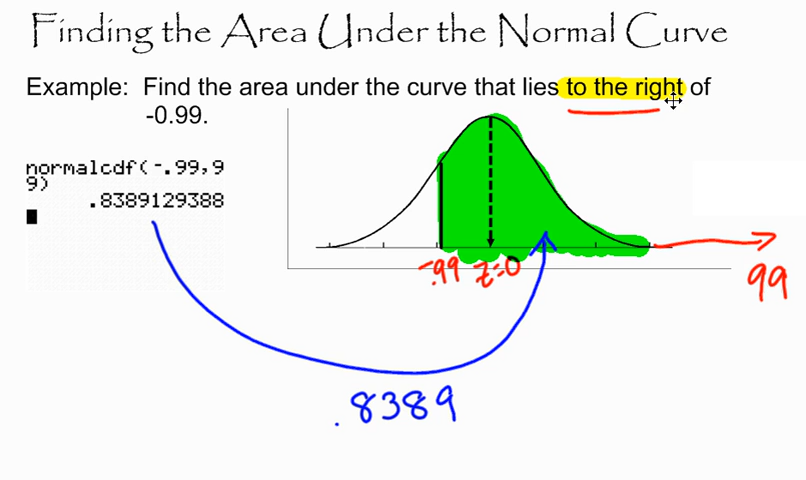 Finding the Area Under the Normal Curve
Example: Find the area under the curve that lies to the right of
-0.99.
normalcdf(-.99,9
9)
.8389129388
-.99 z=0
99
.8389